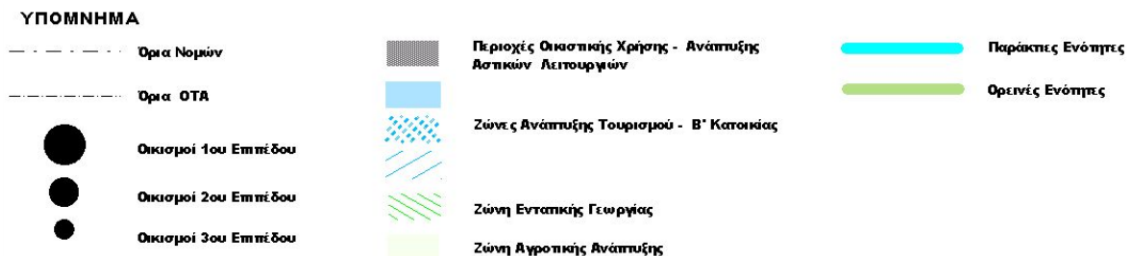 ΥΠΟΜΝΗΜΑ
Όρια Νομών
Όρια ΟΤΑ
Οικισμοί 1ου Επιπέδου
Οικισμοί 2ου Επιπέδου
Οικισμοί 3ου Επιπέδου
Περιοχές Οικιστικής Χρήσης - Ανάπτυξης
Αστικών Λειτουργιών
Ζώνες Ανάπτυξης Τουρισμού - Β' Κατοικίας
Ζώνη Εντατικής Γεωργίας
Ζώνη Αγροτικής Ανάπτυξης
Παράκτιες Ενότητες
Ορεινές Ενότητες